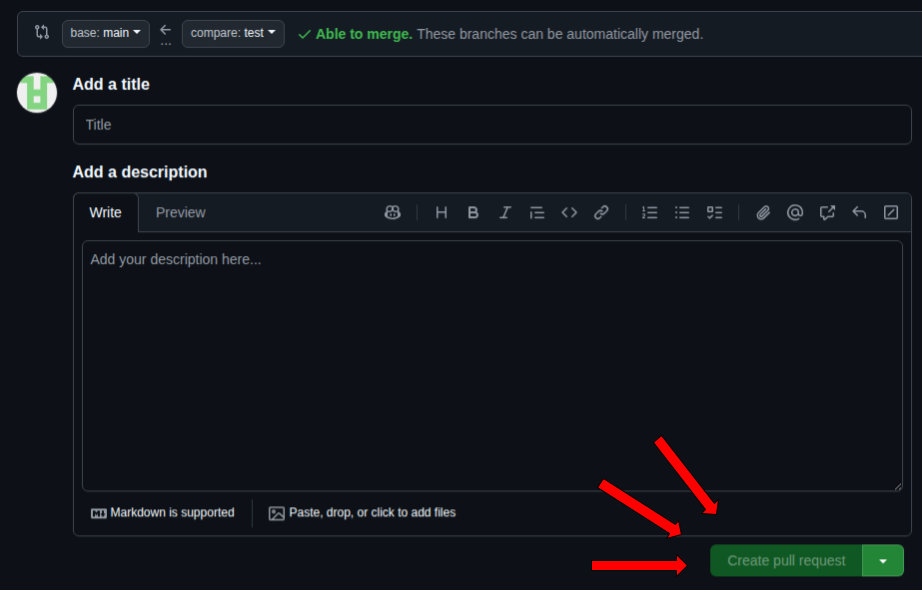 base: main ... compare: test Able to merge. These branches can be automatically merged.
Add a title
Title
Add a description
Write Preview
Add your description here...
Markdown is supported Paste, drop, or click to add files
Create pull request